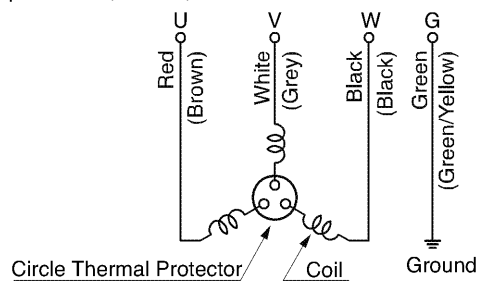 U V W G
Red
(Brown)
White
(Grey)
Black
(Black)
Green
(Green/Yellow)
Circle Thermal Protector
Coil
Ground